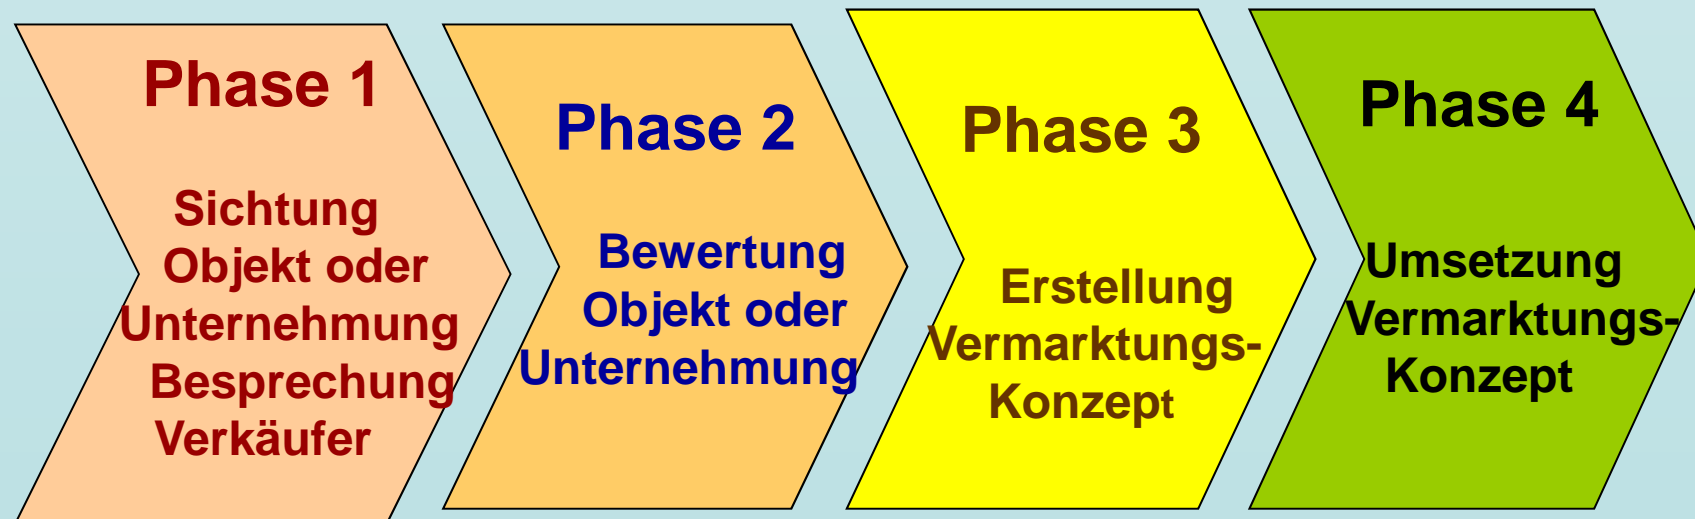 Phase 1
Sichtung
Objekt oder
Unternehmung
Besprechung
Verkäufer
Phase 2
Bewertung
Objekt oder
Unternehmung
Phase 3
Erstellung
Vermarktungs-
Konzept
Phase 4
Umsetzung
Vermarktungs-
Konzept